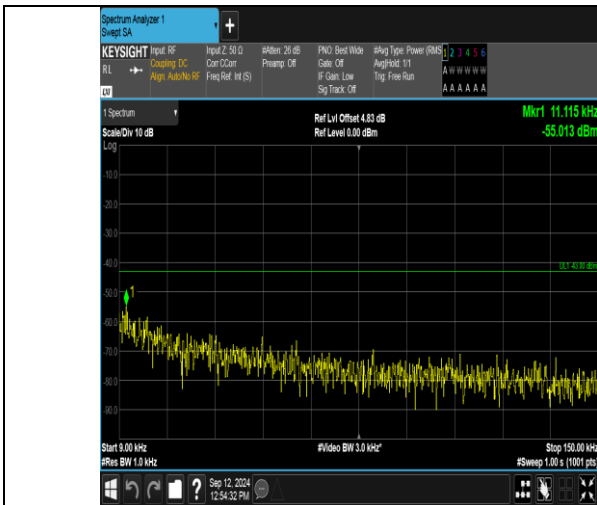 Spectrum Analyzer 1
Swept SA
+
KEYSIGHT Input: RF Input Z: 50 Ω #Atten: 26 dB PNO: Best Wide #Avg Type: Power (RMS 1 2 3 4 5 6
RL Coupling: DC Corr CCorr Preamp: Off Gate: Off Avg|Hold: 1/1 A W W W W W
Align: Auto/No RF Freq Ref: Int (S) IF Gain: Low Trig: Free Run
LXI Sig Track: Off A A A A A A
1 Spectrum Ref Lvl Offset 4.83 dB Mkr1 11.115 kHz
Scale/Div 10 dB Ref Level 0.00 dBm -55.013 dBm
Log
-10.0
-20.0
-30.0
-40.0
DL1 -43.00 dBm
-50.0
1
-60.0
-70.0
-80.0
-90.0
Start 9.00 kHz #Video BW 3.0 kHz* Stop 150.00 kHz
#Res BW 1.0 kHz #Sweep 1.00 s (1001 pts)
? Sep 12, 2024
12:54:32 PM